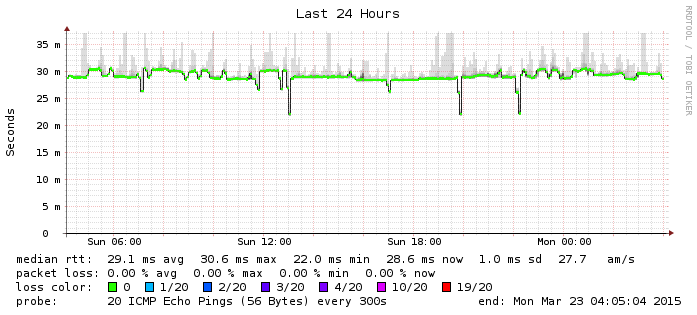 Last 24 Hours
RRDTOOL / TOBI OETIKER
Seconds
35 m
30 m
25 m
20 m
15 m
10 m
5 m
0
Sun 06:00 Sun 12:00 Sun 18:00 Mon 00:00
median rtt: 29.1 ms avg 30.6 ms max 22.0 ms min 28.6 ms now 1.0 ms sd 27.7 am/s
packet loss: 0.00 % avg 0.00 % max 0.00 % min 0.00 % now
loss color: 0 1/20 2/20 3/20 4/20 10/20 19/20
probe: 20 ICMP Echo Pings (56 Bytes) every 300s end: Mon Mar 23 04:05:04 2015